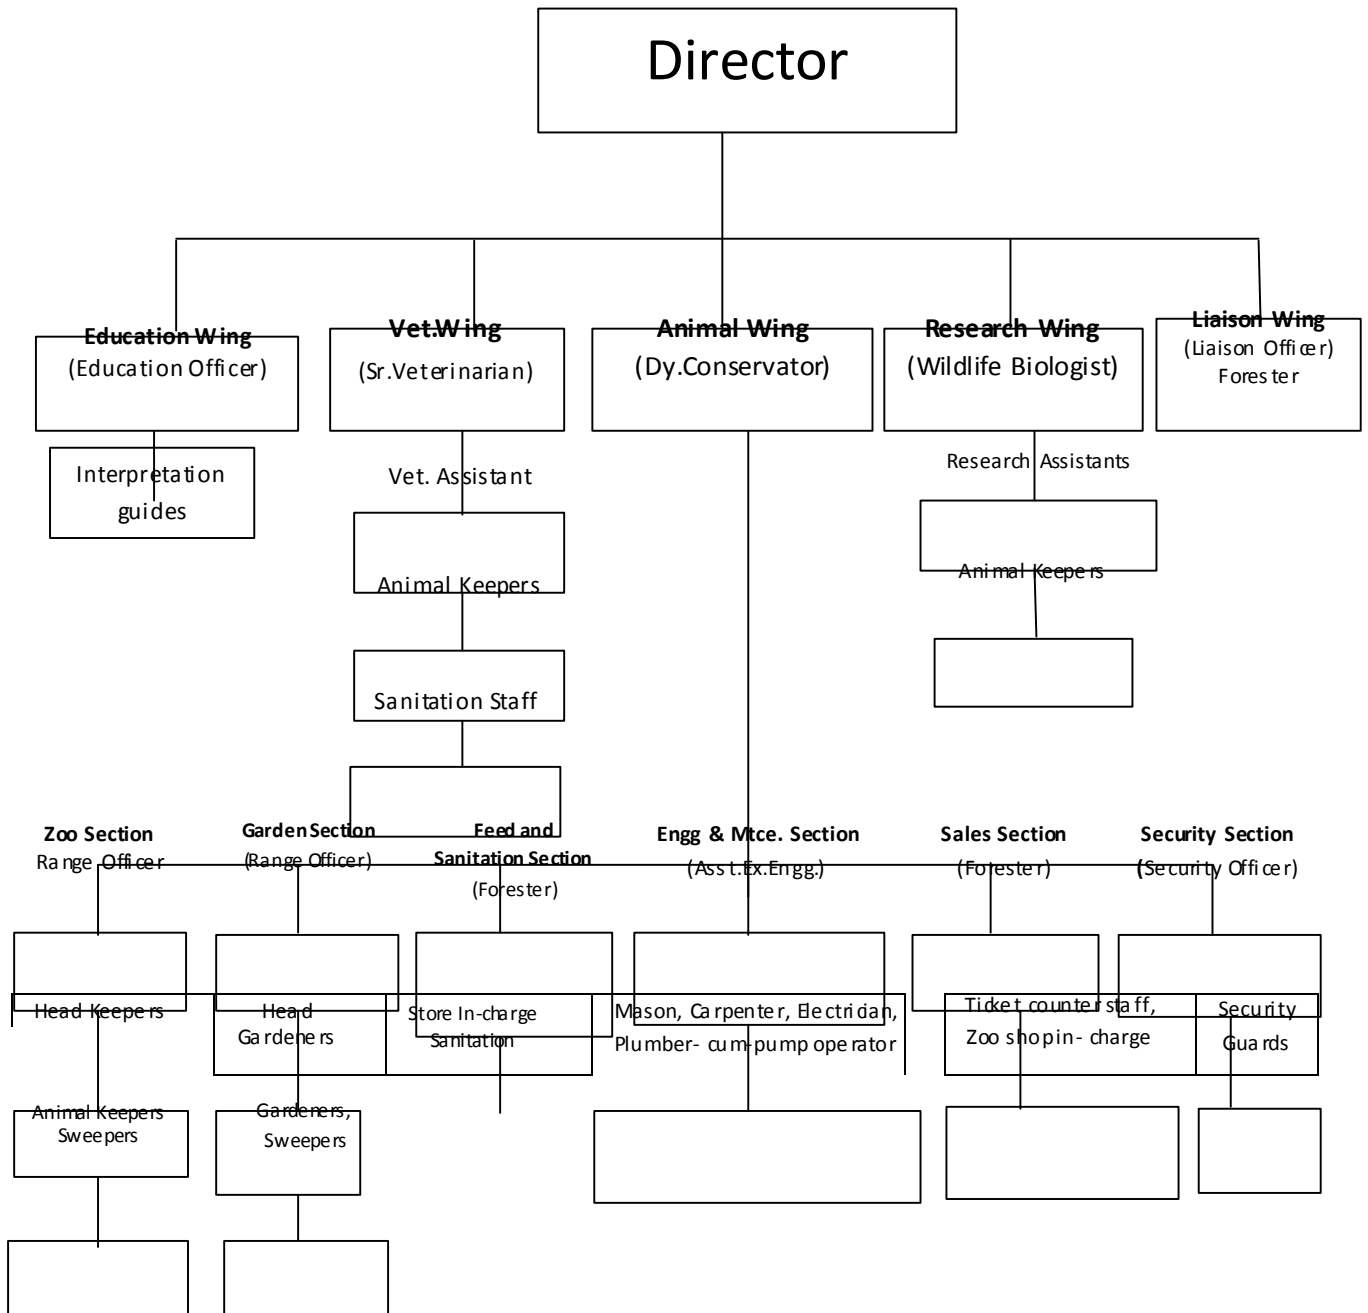 Director
Education Wing
(Education Officer)
Vet.Wing
(Sr.Veterinarian)
Animal Wing
(Dy.Conservator)
Research Wing
(Wildlife Biologist)
Liaison Wing
(Liaison Officer)
Forester
Interpretation
guides
Vet. Assistant
Animal Keepers
Sanitation Staff
Research Assistants
Animal Keepers
Zoo Section
Range Officer
Garden Section
(Range Officer)
Feed and
Sanitation Section
(Forester)
Engg & Mtce. Section
(Asst.Ex.Engg.)
Sales Section
(Forester)
Security Section
(Security Officer)
Head Keepers
Head
Gardeners
Store In-charge
Sanitation
Mason, Carpenter, Electrician,
Plumber- cum-pump operator
Ticket counter staff,
Zoo shop in- charge
Security
Guards
Animal Keepers
Sweepers
Gardeners,
Sweepers